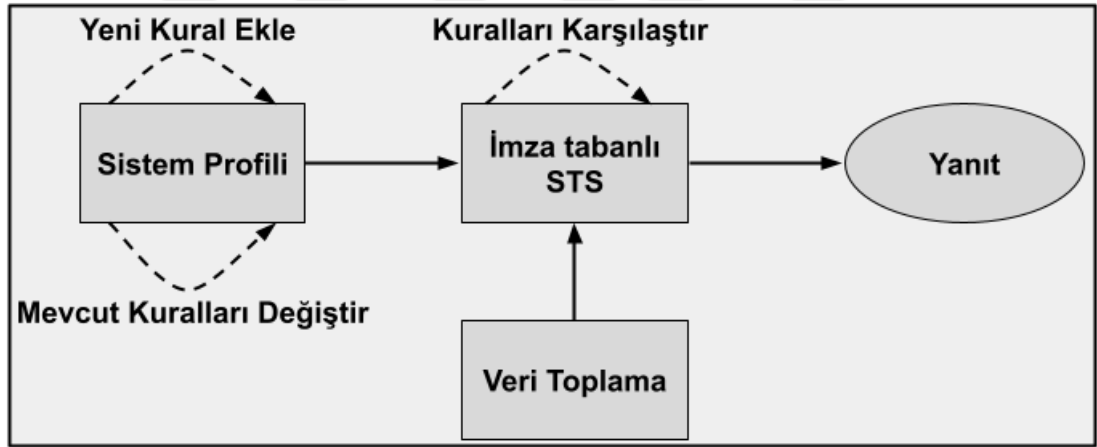 Yeni Kural Ekle
Kuralları Karşılaştır
Sistem Profili
İmza tabanlı
STS
Yanıt
Mevcut Kuralları Değiştir
Veri Toplama